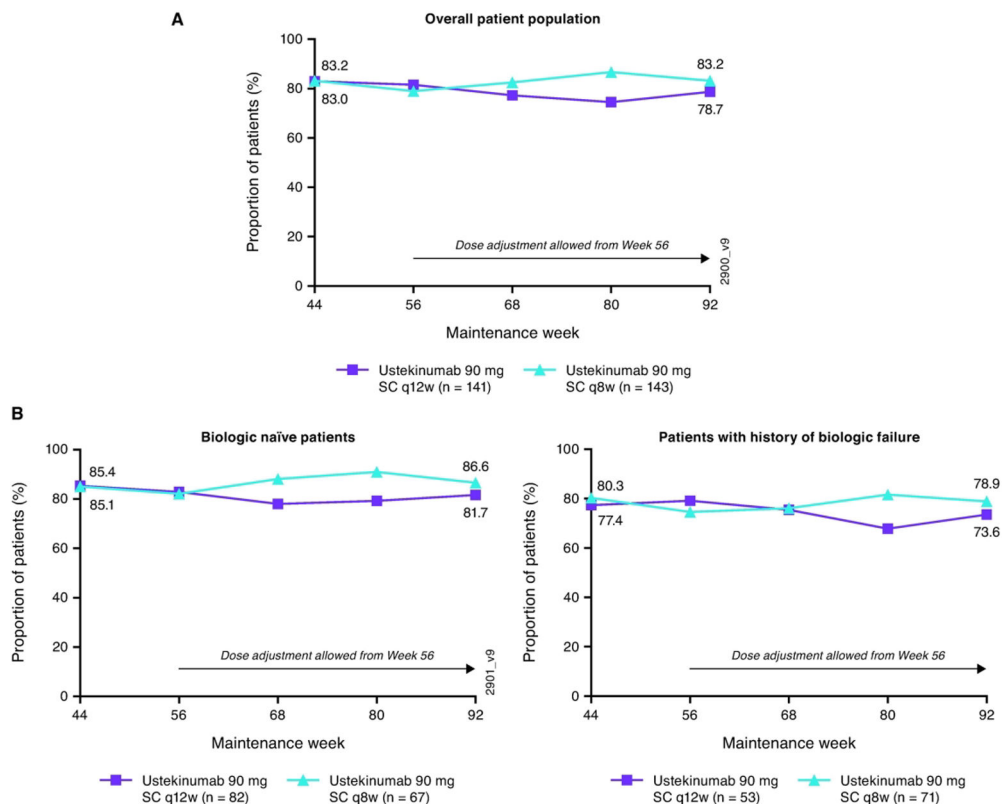 A
Overall patient population
Proportion of patients (%)
100
80
60
40
20
0
83.2
83.0
83.2
78.7
Dose adjustment allowed from Week 56
2900_v9
44 56 68 80 92
Maintenance week
Ustekinumab 90 mg
SC q12w (n = 141)
Ustekinumab 90 mg
SC q8w (n = 143)
B
Biologic naïve patients
Proportion of patients (%)
100
80
60
40
20
0
85.4
85.1
86.6
81.7
Dose adjustment allowed from Week 56
2901_v9
44 56 68 80 92
Maintenance week
Ustekinumab 90 mg
SC q12w (n = 82)
Ustekinumab 90 mg
SC q8w (n = 67)
Patients with history of biologic failure
Proportion of patients (%)
100
80
60
40
20
0
80.3
77.4
78.9
73.6
Dose adjustment allowed from Week 56
44 56 68 80 92
Maintenance week
Ustekinumab 90 mg
SC q12w (n = 53)
Ustekinumab 90 mg
SC q8w (n = 71)